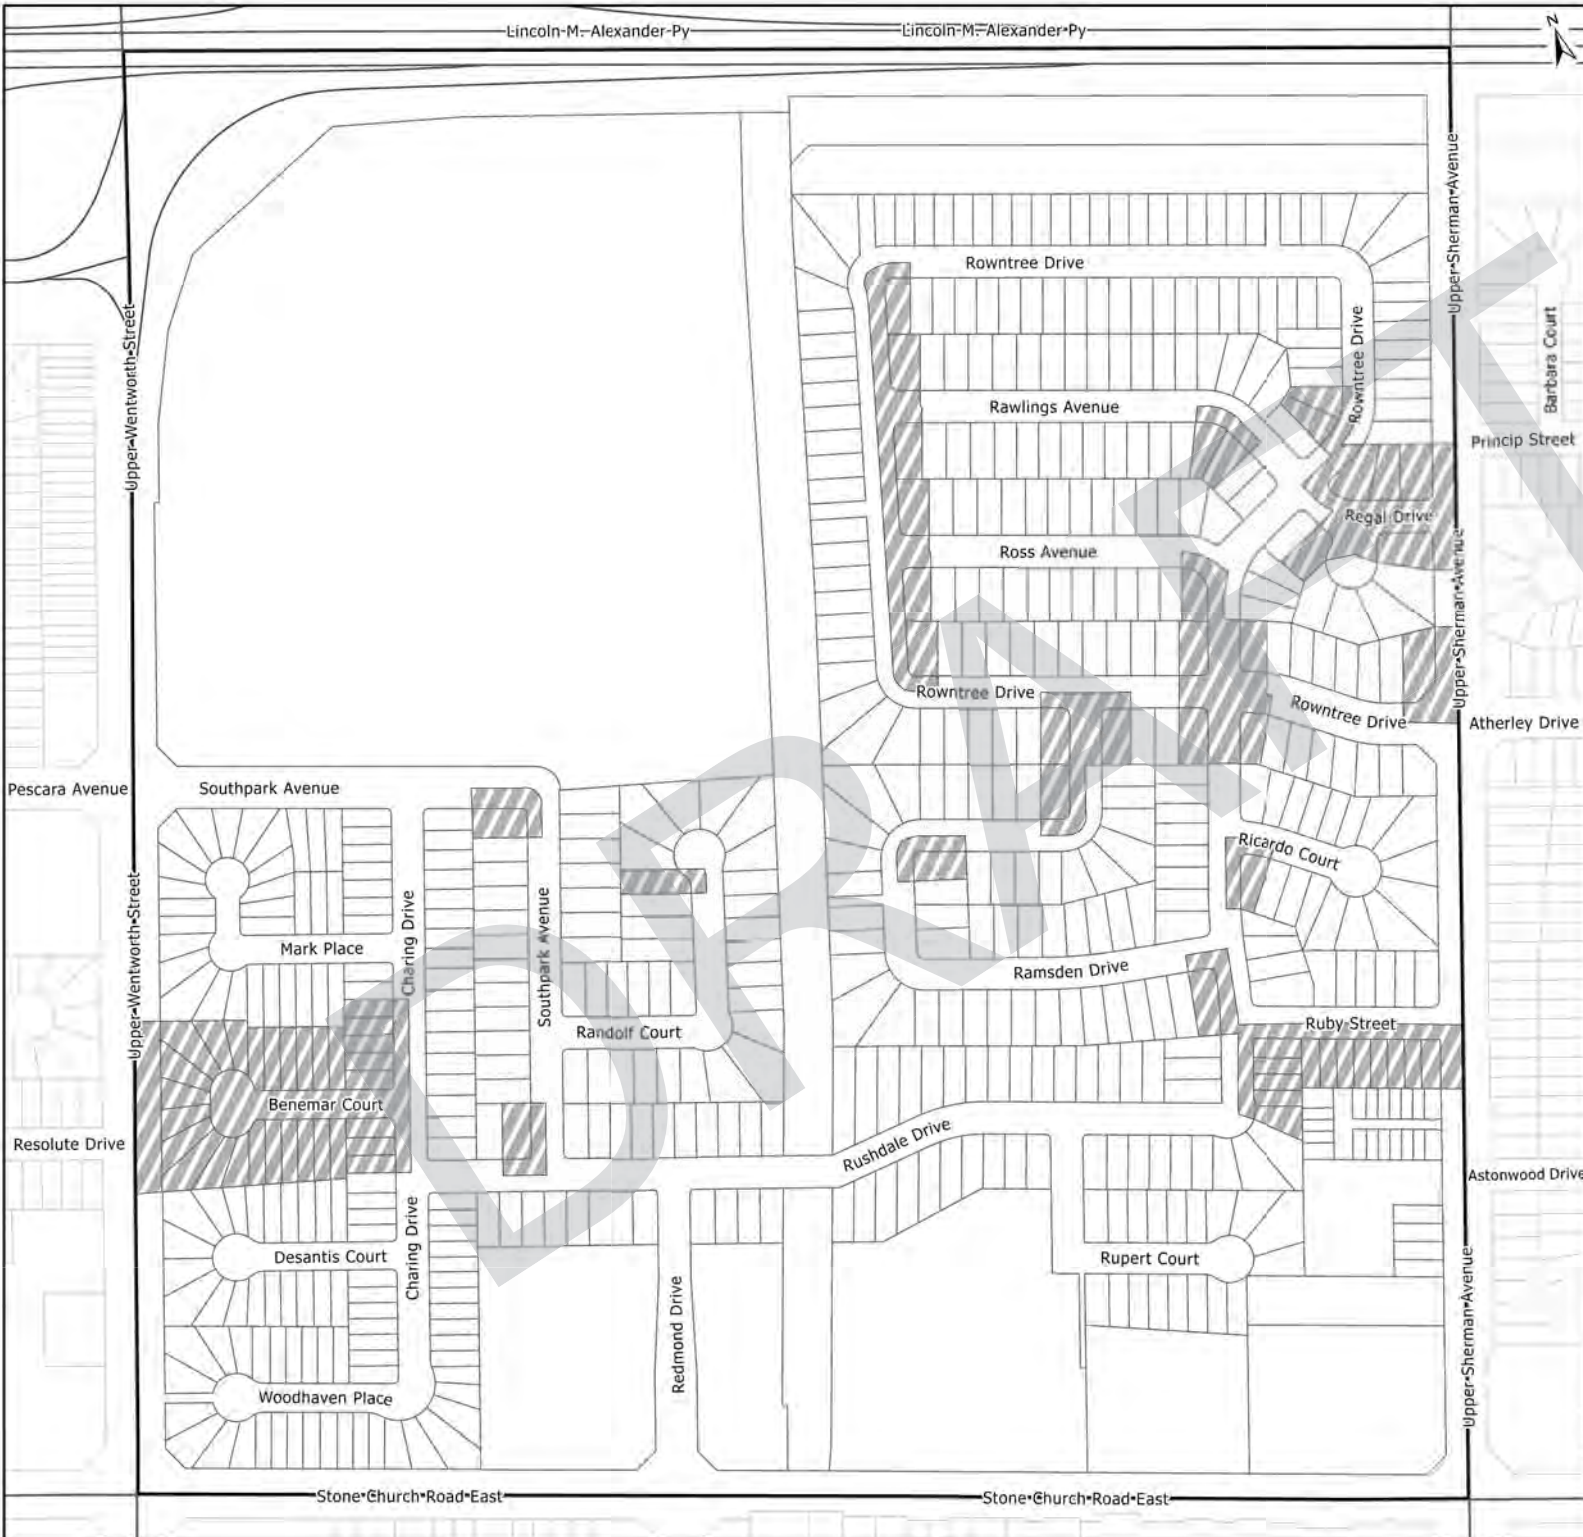 Lincoln-M.-Alexander-Py
Lincoln-M.-Alexander-Py
N
Upper-Sherman-Avenue
Rowntree Drive
Upper-Wentworth-Street
Rowntree Drive
Barbara Court
Rawlings Avenue
Princip Street
Regal Drive
Ross Avenue
Upper-Sherman-Avenue
Rowntree Drive
Rowntree Drive
Atherley Drive
Pescara Avenue
Southpark Avenue
Ricardo Court
Upper-Wentworth-Street
Charing Drive
Southpark Avenue
Mark Place
Ramsden Drive
Randolf Court
Ruby Street
Benemar Court
Resolute Drive
Rushdale Drive
Astonwood Drive
Charing Drive
Desantis Court
Rupert Court
Redmond Drive
Upper-Sherman-Avenue
Woodhaven Place
Stone-Church-Road-East
Stone-Church-Road-East
DRAFT